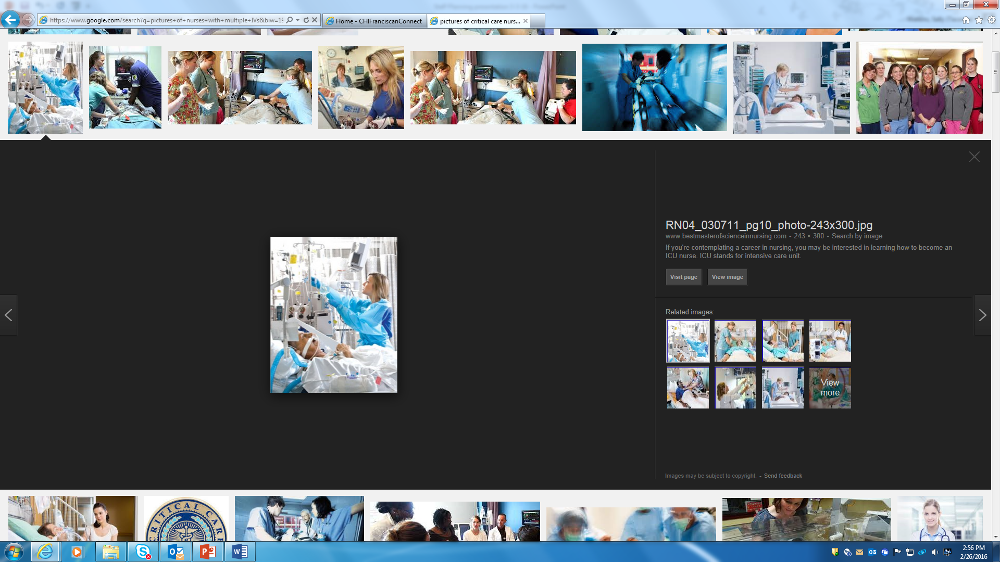 https://www.google.com/search?q=pictures+of+nurses+with+multiple+IVs&biw=19
Home - CHIFranciscanConnect
pictures of critical care nurs...
RN04_030711_pg10_photo-243x300.jpg
www.bestmasterofscienceinnursing.com - 243 × 300 - Search by image
If you're contemplating a career in nursing, you may be interested in learning how to become an
ICU nurse. ICU stands for intensive care unit.
Visit page
View image
Related images:
View
more
Images may be subject to copyright. - Send feedback
CRITICAL CARE
2:56 PM
2/26/2016